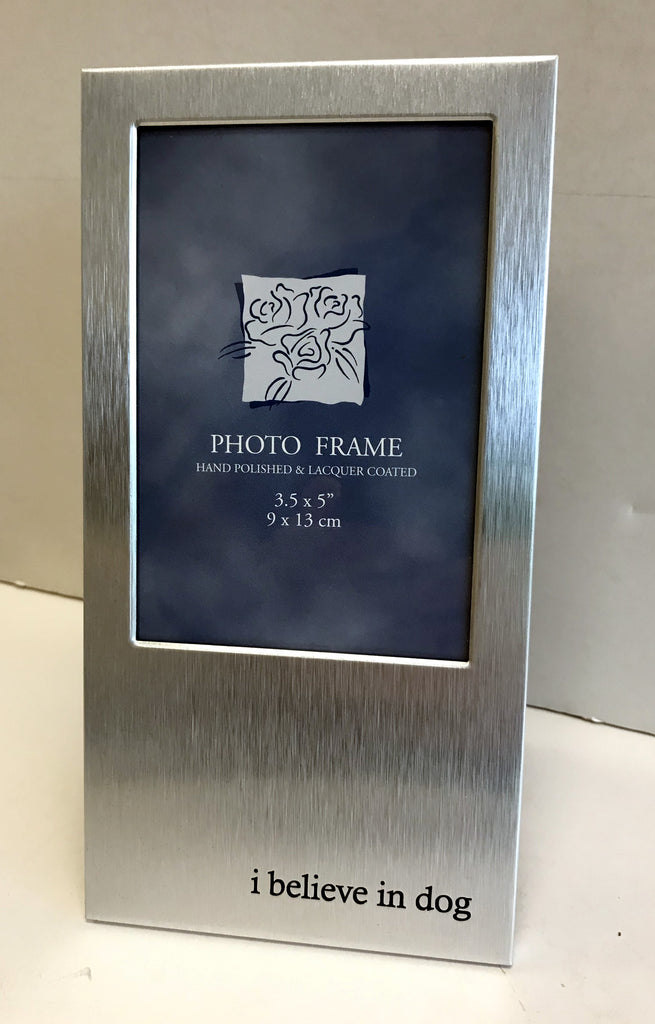 PHOTO FRAME
HAND POLISHED & LACQUER COATED
3.5 x 5”
9 x 13 cm
i believe in dog